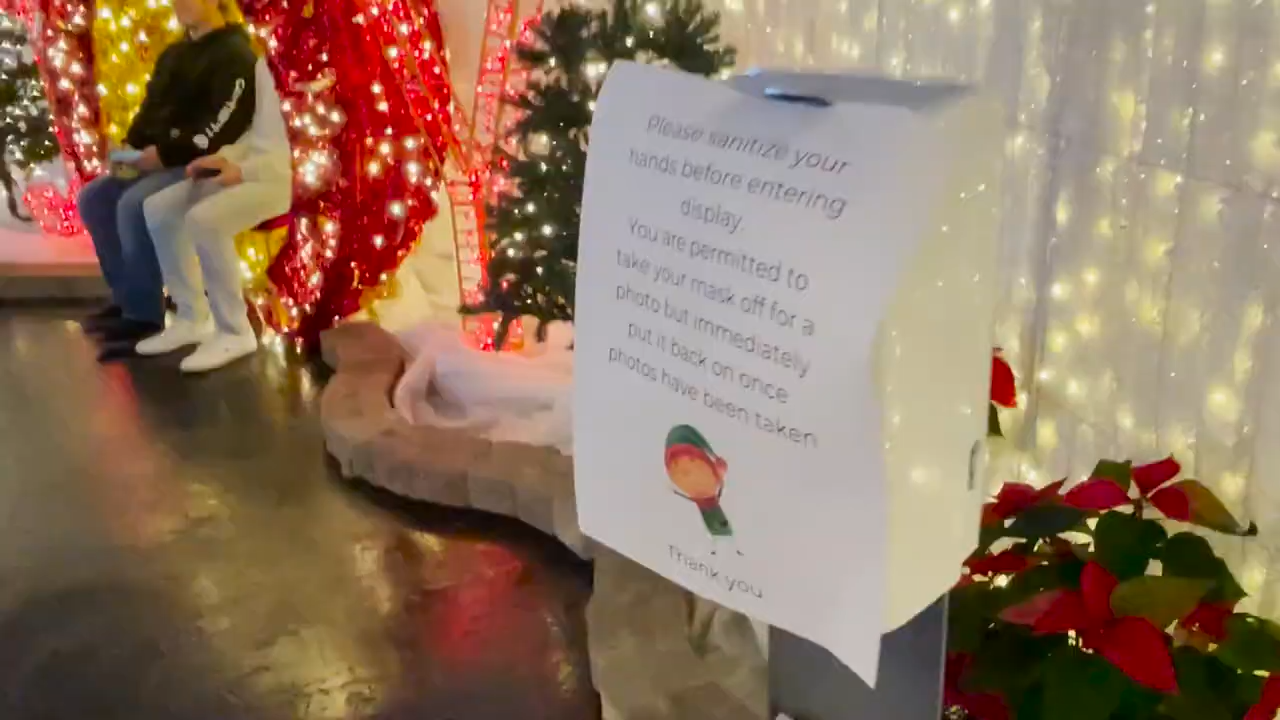 Please sanitize your
hands before entering
display.
You are permitted to
take your mask off for a
photo but immediately
put it back on once
photos have been taken
Thank you